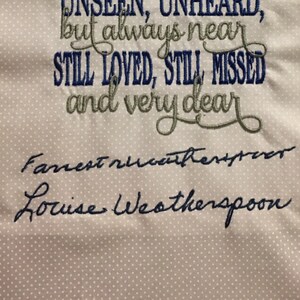 UNSEEN, UNHEARD,
but always near
STILL LOVED, STILL MISSED
and very dear
Louise Weatherspoon